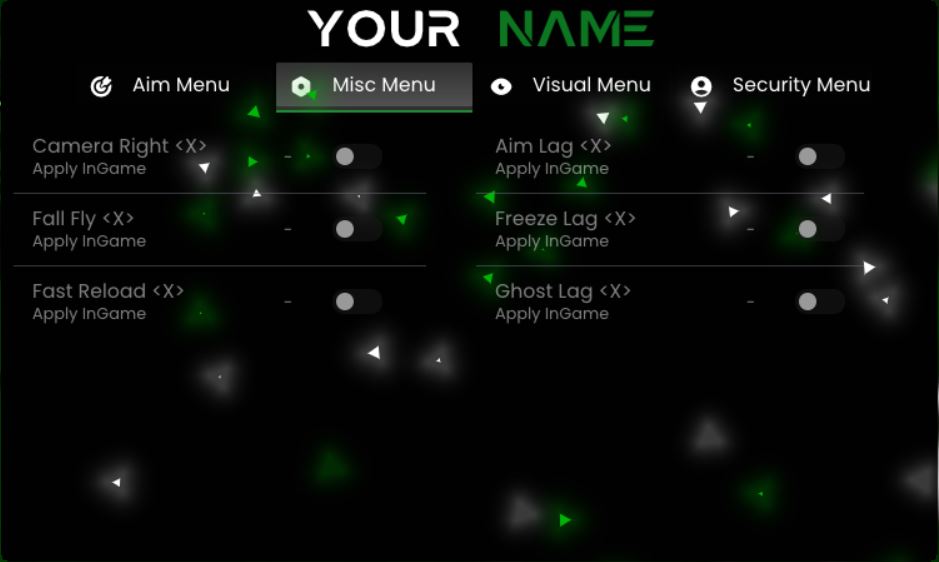 YOUR NAME
Aim Menu
Misc Menu
Visual Menu
Security Menu
Camera Right <X>
Apply InGame
-
Fall Fly <X>
Apply InGame
-
Fast Reload <X>
Apply InGame
-
Aim Lag <X>
Apply InGame
-
Freeze Lag <X>
Apply InGame
-
Ghost Lag <X>
Apply InGame
-